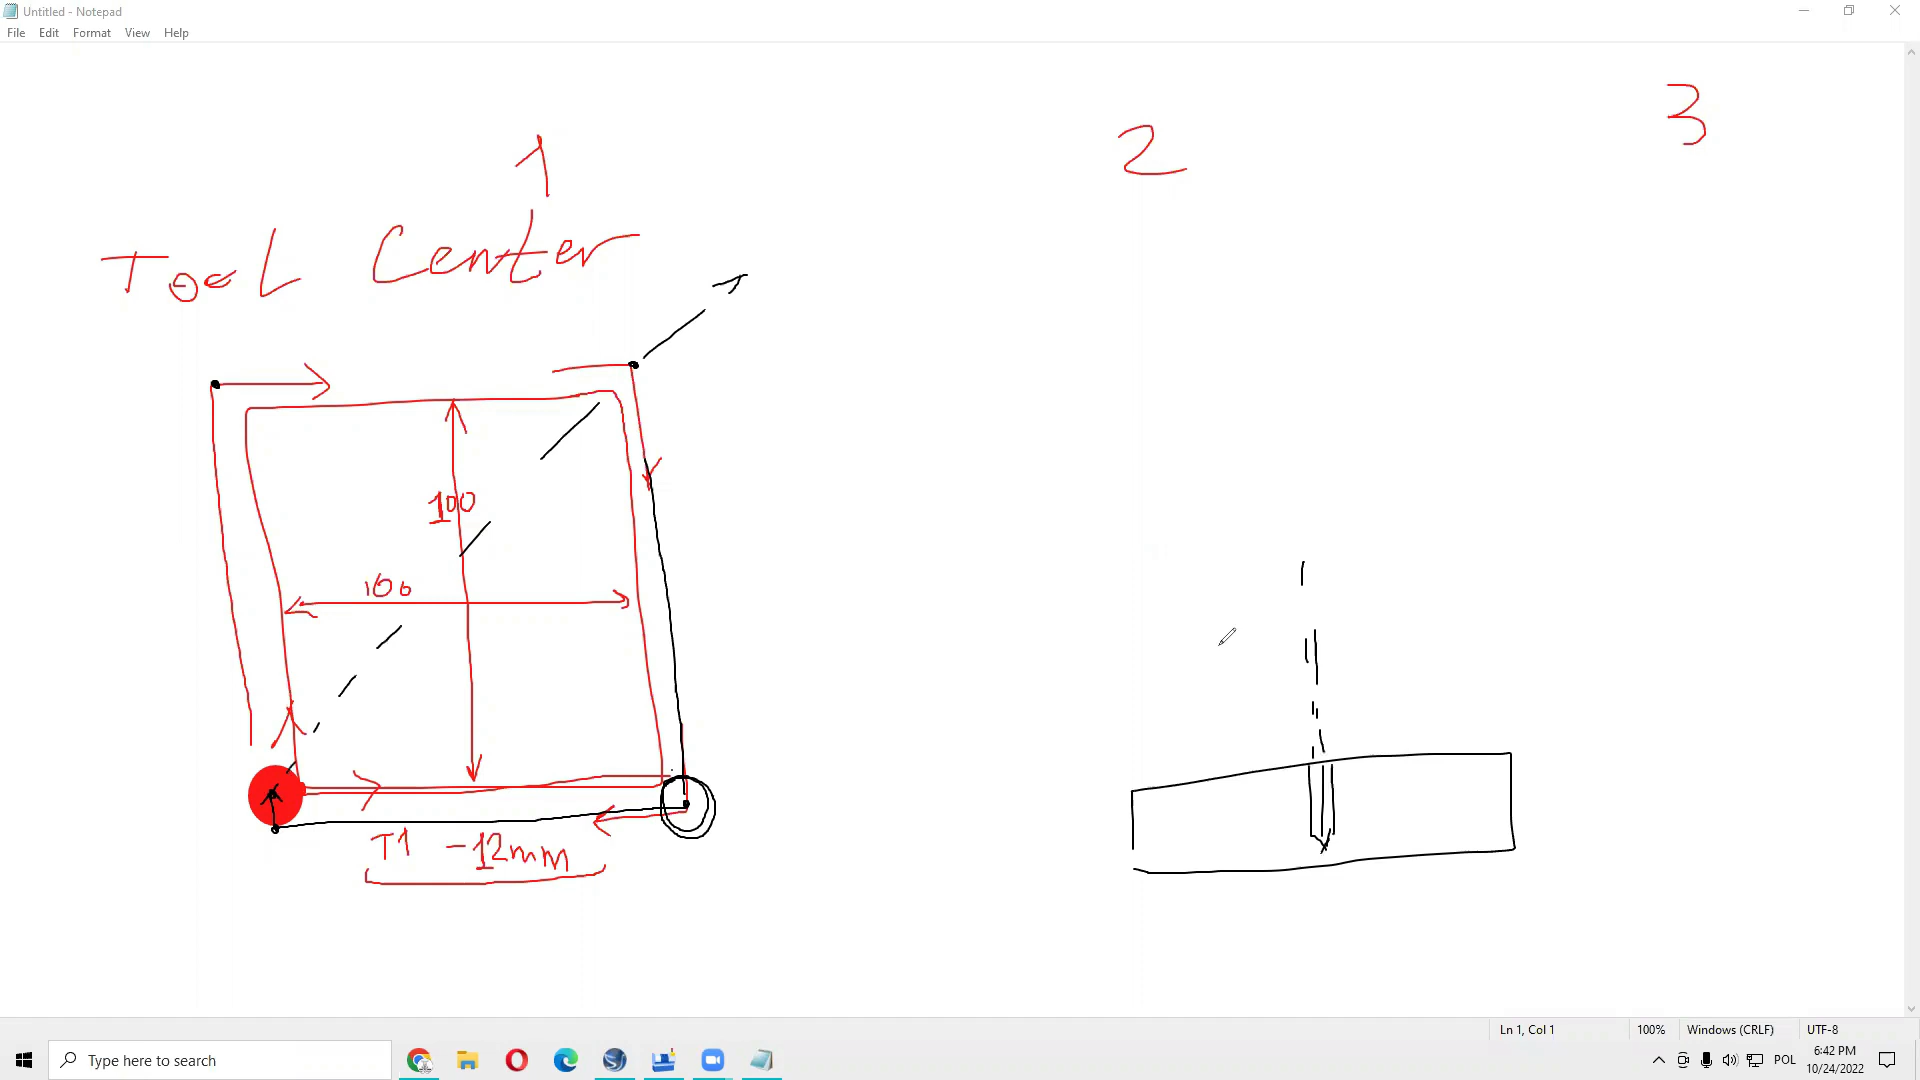 Untitled - Notepad
File Edit Format View Help
3
2
1
Tool Center
100
100
T1 -12mm
Ln 1, Col 1 100% Windows (CRLF) UTF-8
Type here to search
POL
6:42 PM
10/24/2022